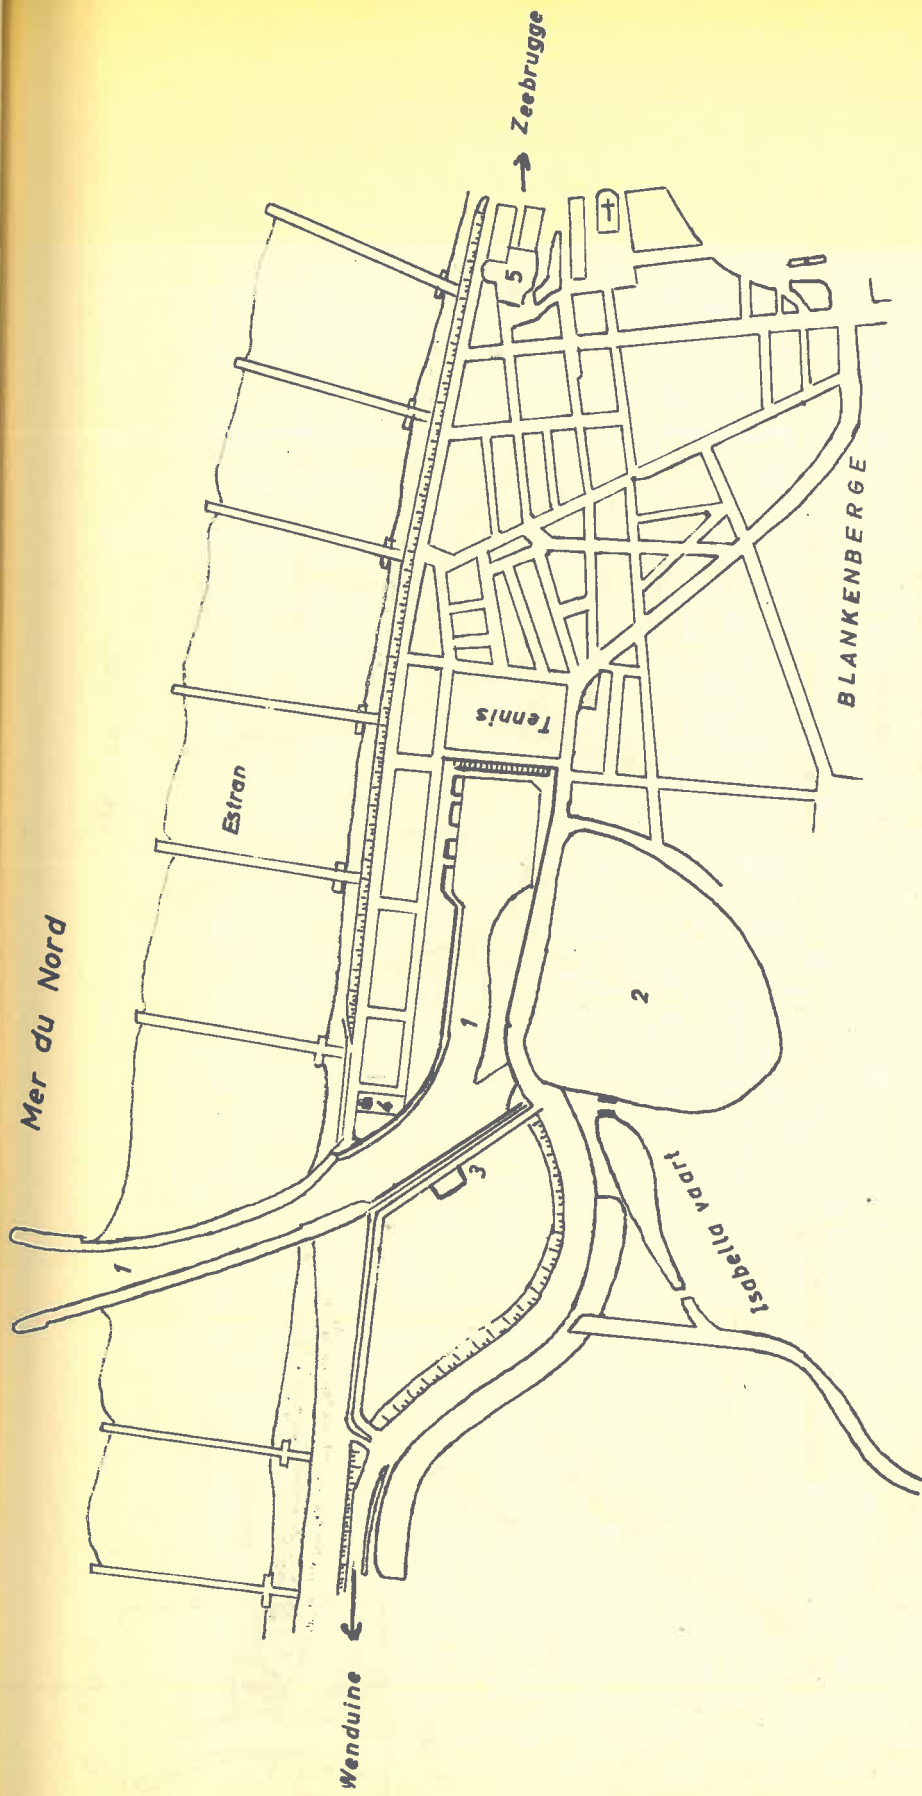 Mer du Nord
Zeebrugge
Estran
5
Tennis
1
1
4
3
2
BLANKENBERGE
Isabella vaart
Wenduine